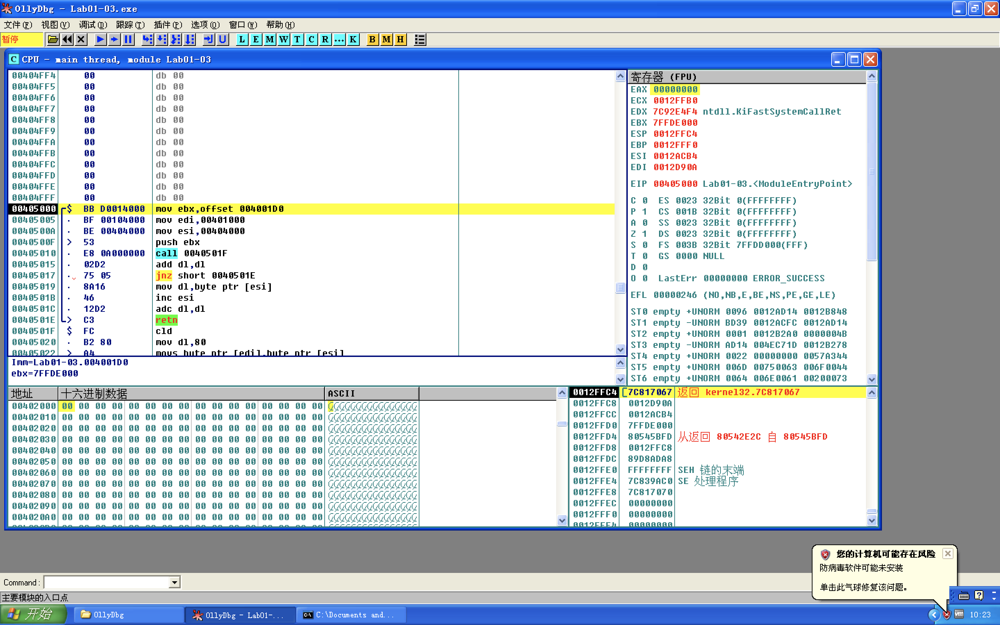 OllyDbg - Lab01-03.exe
文件(F) 视图(V) 调试(D) 跟踪(T) 插件(P) 选项(O) 窗口(W) 帮助(H)
暂停 L E M W T C R ... K B M H
C CPU - main thread, module Lab01-03
00404FF4 00 db 00
00404FF5 00 db 00
00404FF6 00 db 00
00404FF7 00 db 00
00404FF8 00 db 00
00404FF9 00 db 00
00404FFA 00 db 00
00404FFB 00 db 00
00404FFC 00 db 00
00404FFD 00 db 00
00404FFE 00 db 00
00404FFF 00 db 00
00405000 $ BB D0014000 mov ebx,offset 004001D0
00405005 . BF 00104000 mov edi,00401000
0040500A . BE 00404000 mov esi,00404000
0040500F > 53 push ebx
00405010 . E8 0A000000 call 0040501F
00405015 . 02D2 add dl,dl
00405017 . 75 05 jnz short 0040501E
00405019 . 8A16 mov dl,byte ptr [esi]
0040501B . 46 inc esi
0040501C . 12D2 adc dl,dl
0040501E > C3 retn
0040501F $ FC cld
00405020 . B2 80 mov dl,80
00405022 > A4 movs byte ptr [edi],byte ptr [esi]
Imm=Lab01-03.004001D0
ebx=7FFDE000
寄存器 (FPU)
EAX 00000000
ECX 0012FFB0
EDX 7C92E4F4 ntdll.KiFastSystemCallRet
EBX 7FFDE000
ESP 0012FFC4
EBP 0012FFF0
ESI 0012ACB4
EDI 0012D90A
EIP 00405000 Lab01-03.<ModuleEntryPoint>
C 0 ES 0023 32Bit 0(FFFFFFFF)
P 1 CS 001B 32Bit 0(FFFFFFFF)
A 0 SS 0023 32Bit 0(FFFFFFFF)
Z 1 DS 0023 32Bit 0(FFFFFFFF)
S 0 FS 003B 32Bit 7FFDD000(FFF)
T 0 GS 0000 NULL
D 0
O 0 LastErr 00000000 ERROR_SUCCESS
EFL 00000246 (NO,NB,E,BE,NS,PE,GE,LE)
ST0 empty +UNORM 0096 0012AD14 0012B848
ST1 empty -UNORM BD39 0012ACFC 0012AD14
ST2 empty +UNORM 0001 0012B2A0 0000004B
ST3 empty -UNORM AD14 004EC71D 0012B278
ST4 empty +UNORM 0022 00000000 0057A344
ST5 empty +UNORM 006D 00750063 006F0044
ST6 empty +UNORM 0064 006E0061 00200073
地址 十六进制数据 ASCII
00402000 00 00 00 00 00 00 00 00 00 00 00 00 00 00 00 00
00402010 00 00 00 00 00 00 00 00 00 00 00 00 00 00 00 00
00402020 00 00 00 00 00 00 00 00 00 00 00 00 00 00 00 00
00402030 00 00 00 00 00 00 00 00 00 00 00 00 00 00 00 00
00402040 00 00 00 00 00 00 00 00 00 00 00 00 00 00 00 00
00402050 00 00 00 00 00 00 00 00 00 00 00 00 00 00 00 00
00402060 00 00 00 00 00 00 00 00 00 00 00 00 00 00 00 00
00402070 00 00 00 00 00 00 00 00 00 00 00 00 00 00 00 00
00402080 00 00 00 00 00 00 00 00 00 00 00 00 00 00 00 00
00402090 00 00 00 00 00 00 00 00 00 00 00 00 00 00 00 00
004020A0 00 00 00 00 00 00 00 00 00 00 00 00 00 00 00 00
0012FFC4 7C817067 返回 kernel32.7C817067
0012FFC8 0012D90A
0012FFCC 0012ACB4
0012FFD0 7FFDE000
0012FFD4 80545BFD 从返回 80542E2C 自 80545BFD
0012FFD8 0012FFC8
0012FFDC 89D8ADA8
0012FFE0 FFFFFFFF SEH 链的末端
0012FFE4 7C839AC0 SE 处理程序
0012FFE8 7C817070
0012FFEC 00000000
0012FFF0 00000000
0012FFF4 00000000
您的计算机可能存在风险
防病毒软件可能未安装
单击此气球修复该问题。
Command :
主要模块的入口点
开始 OllyDbg OllyDbg - Lab01-... C:\Documents and... 10:23